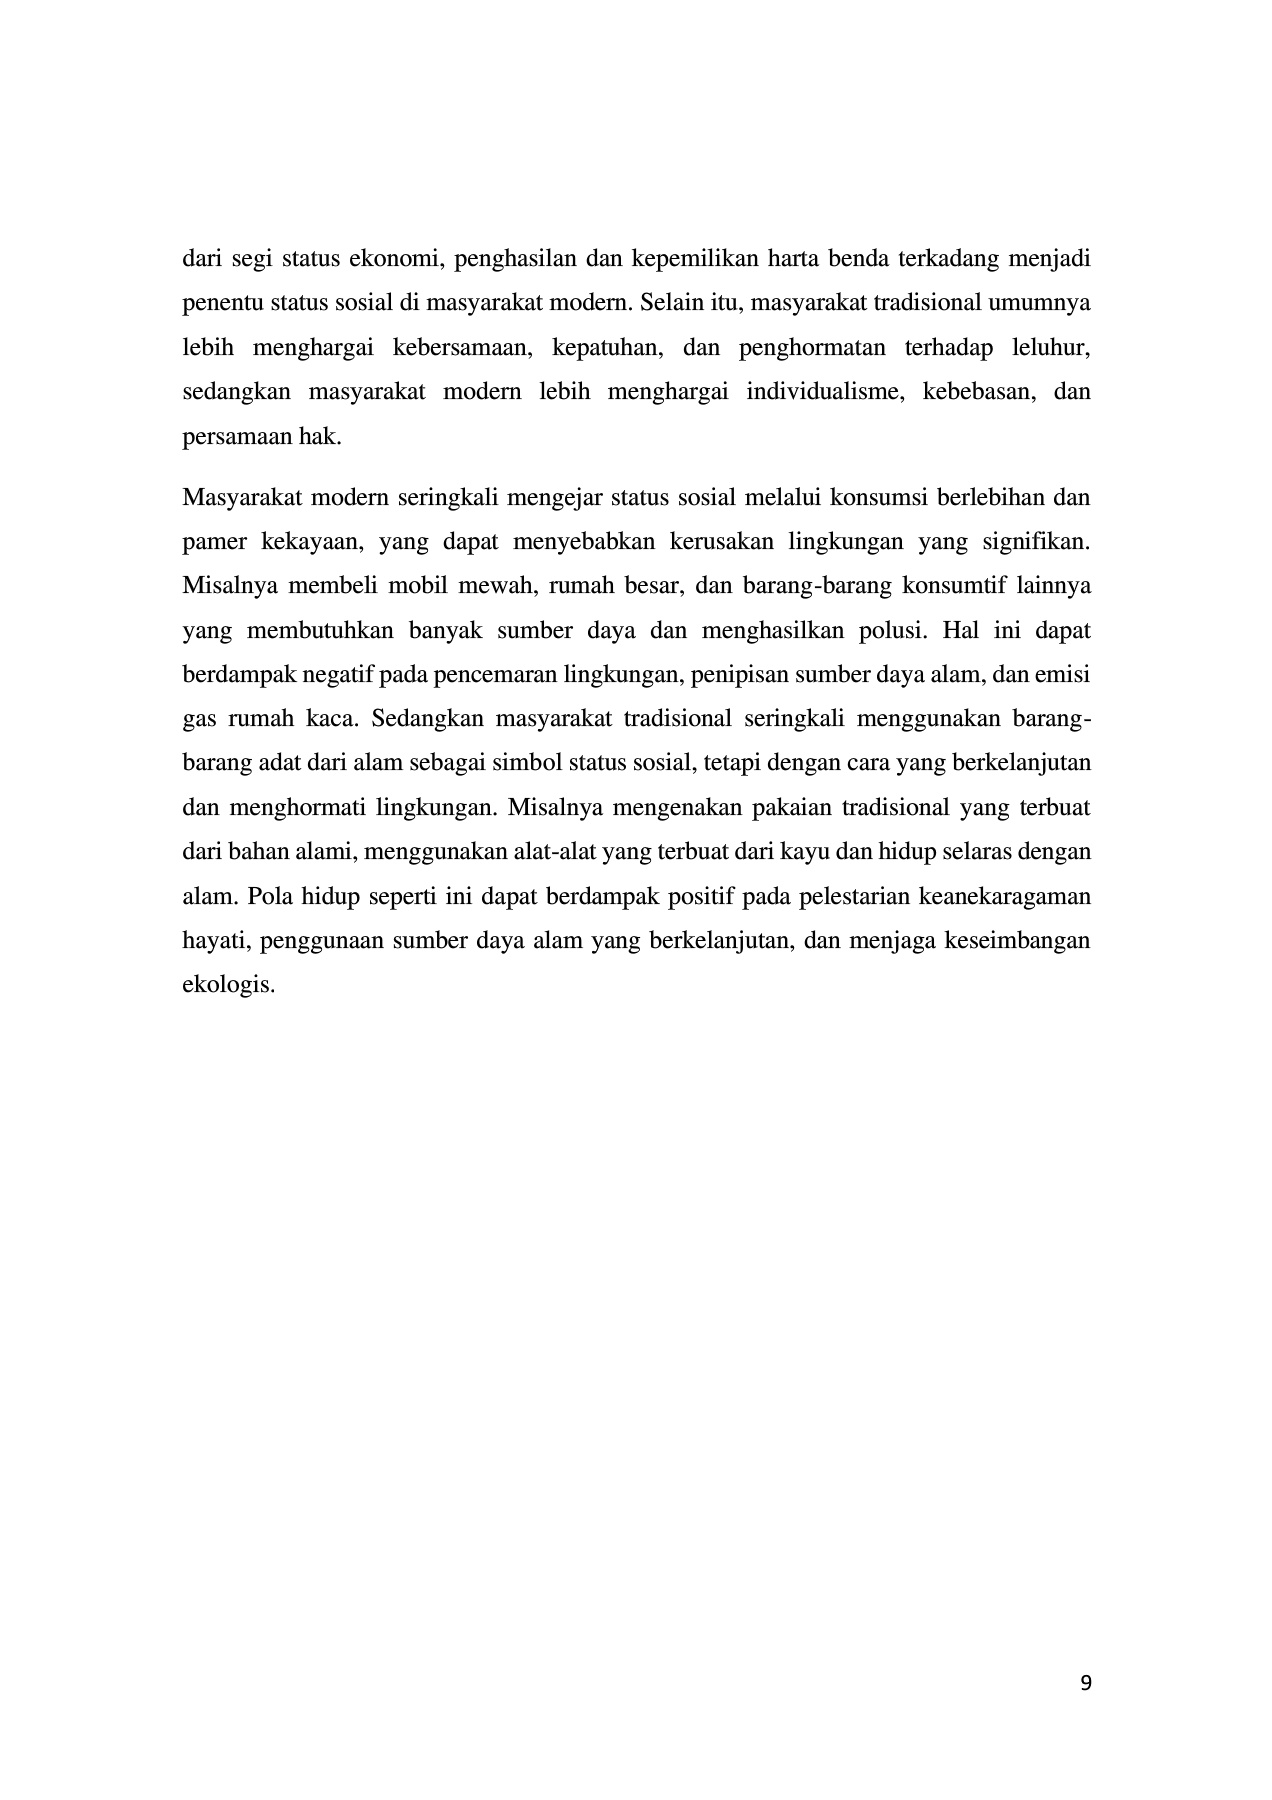 dari segi status ekonomi, penghasilan dan kepemilikan harta benda terkadang menjadi
penentu status sosial di masyarakat modern. Selain itu, masyarakat tradisional umumnya
lebih menghargai kebersamaan, kepatuhan, dan penghormatan terhadap leluhur,
sedangkan masyarakat modern lebih menghargai individualisme, kebebasan, dan
persamaan hak.
Masyarakat modern seringkali mengejar status sosial melalui konsumsi berlebihan dan
pamer kekayaan, yang dapat menyebabkan kerusakan lingkungan yang signifikan.
Misalnya membeli mobil mewah, rumah besar, dan barang-barang konsumtif lainnya
yang membutuhkan banyak sumber daya dan menghasilkan polusi. Hal ini dapat
berdampak negatif pada pencemaran lingkungan, penipisan sumber daya alam, dan emisi
gas rumah kaca. Sedangkan masyarakat tradisional seringkali menggunakan barang-
barang adat dari alam sebagai simbol status sosial, tetapi dengan cara yang berkelanjutan
dan menghormati lingkungan. Misalnya mengenakan pakaian tradisional yang terbuat
dari bahan alami, menggunakan alat-alat yang terbuat dari kayu dan hidup selaras dengan
alam. Pola hidup seperti ini dapat berdampak positif pada pelestarian keanekaragaman
hayati, penggunaan sumber daya alam yang berkelanjutan, dan menjaga keseimbangan
ekologis.
9